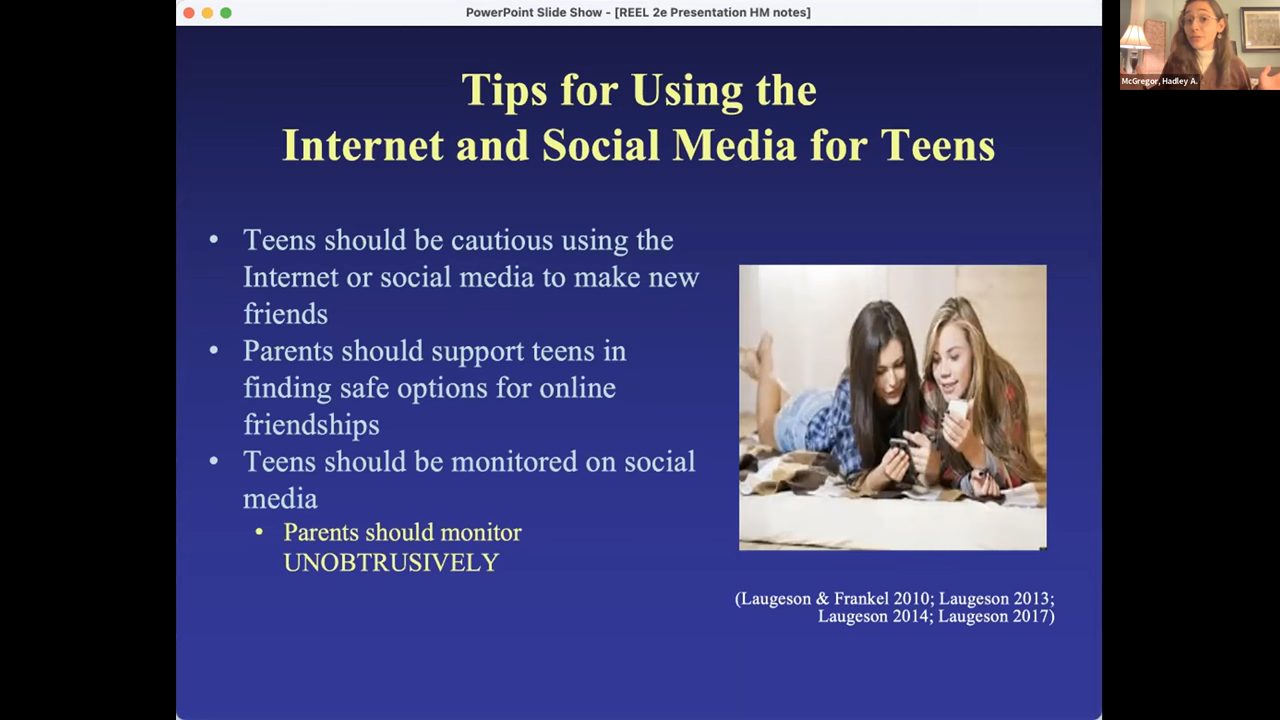 PowerPoint Slide Show - [REEL 2e Presentation HM notes]
McGregor, Hadley A.
Tips for Using the
Internet and Social Media for Teens
• Teens should be cautious using the
Internet or social media to make new
friends
• Parents should support teens in
finding safe options for online
friendships
• Teens should be monitored on social
media
• Parents should monitor
UNOBTRUSIVELY
(Laugeson & Frankel 2010; Laugeson 2013;
Laugeson 2014; Laugeson 2017)